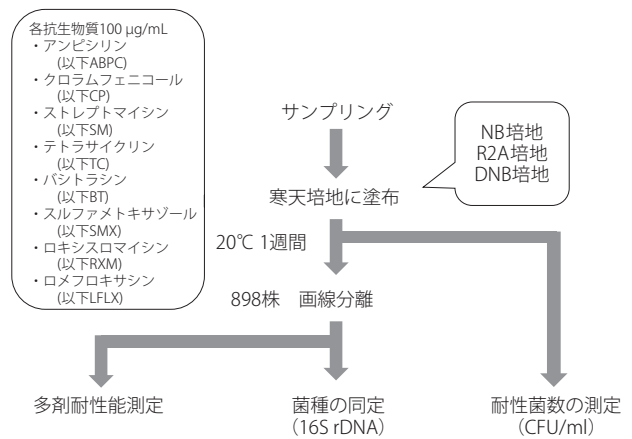 各抗生物質100 μg/mL
・アンピシリン
(以下ABPC)
・クロラムフェニコール
(以下CP)
・ストレプトマイシン
(以下SM)
・テトラサイクリン
(以下TC)
・バシトラシン
(以下BT)
・スルファメトキサゾール
(以下SMX)
・ロキシスロマイシン
(以下RXM)
・ロメフロキサシン
(以下LFLX)
サンプリング
NB培地
R2A培地
DNB培地
寒天培地に塗布
20℃ 1週間
898株　画線分離
多剤耐性能測定
菌種の同定
（16S rDNA）
耐性菌数の測定
（CFU/ml）